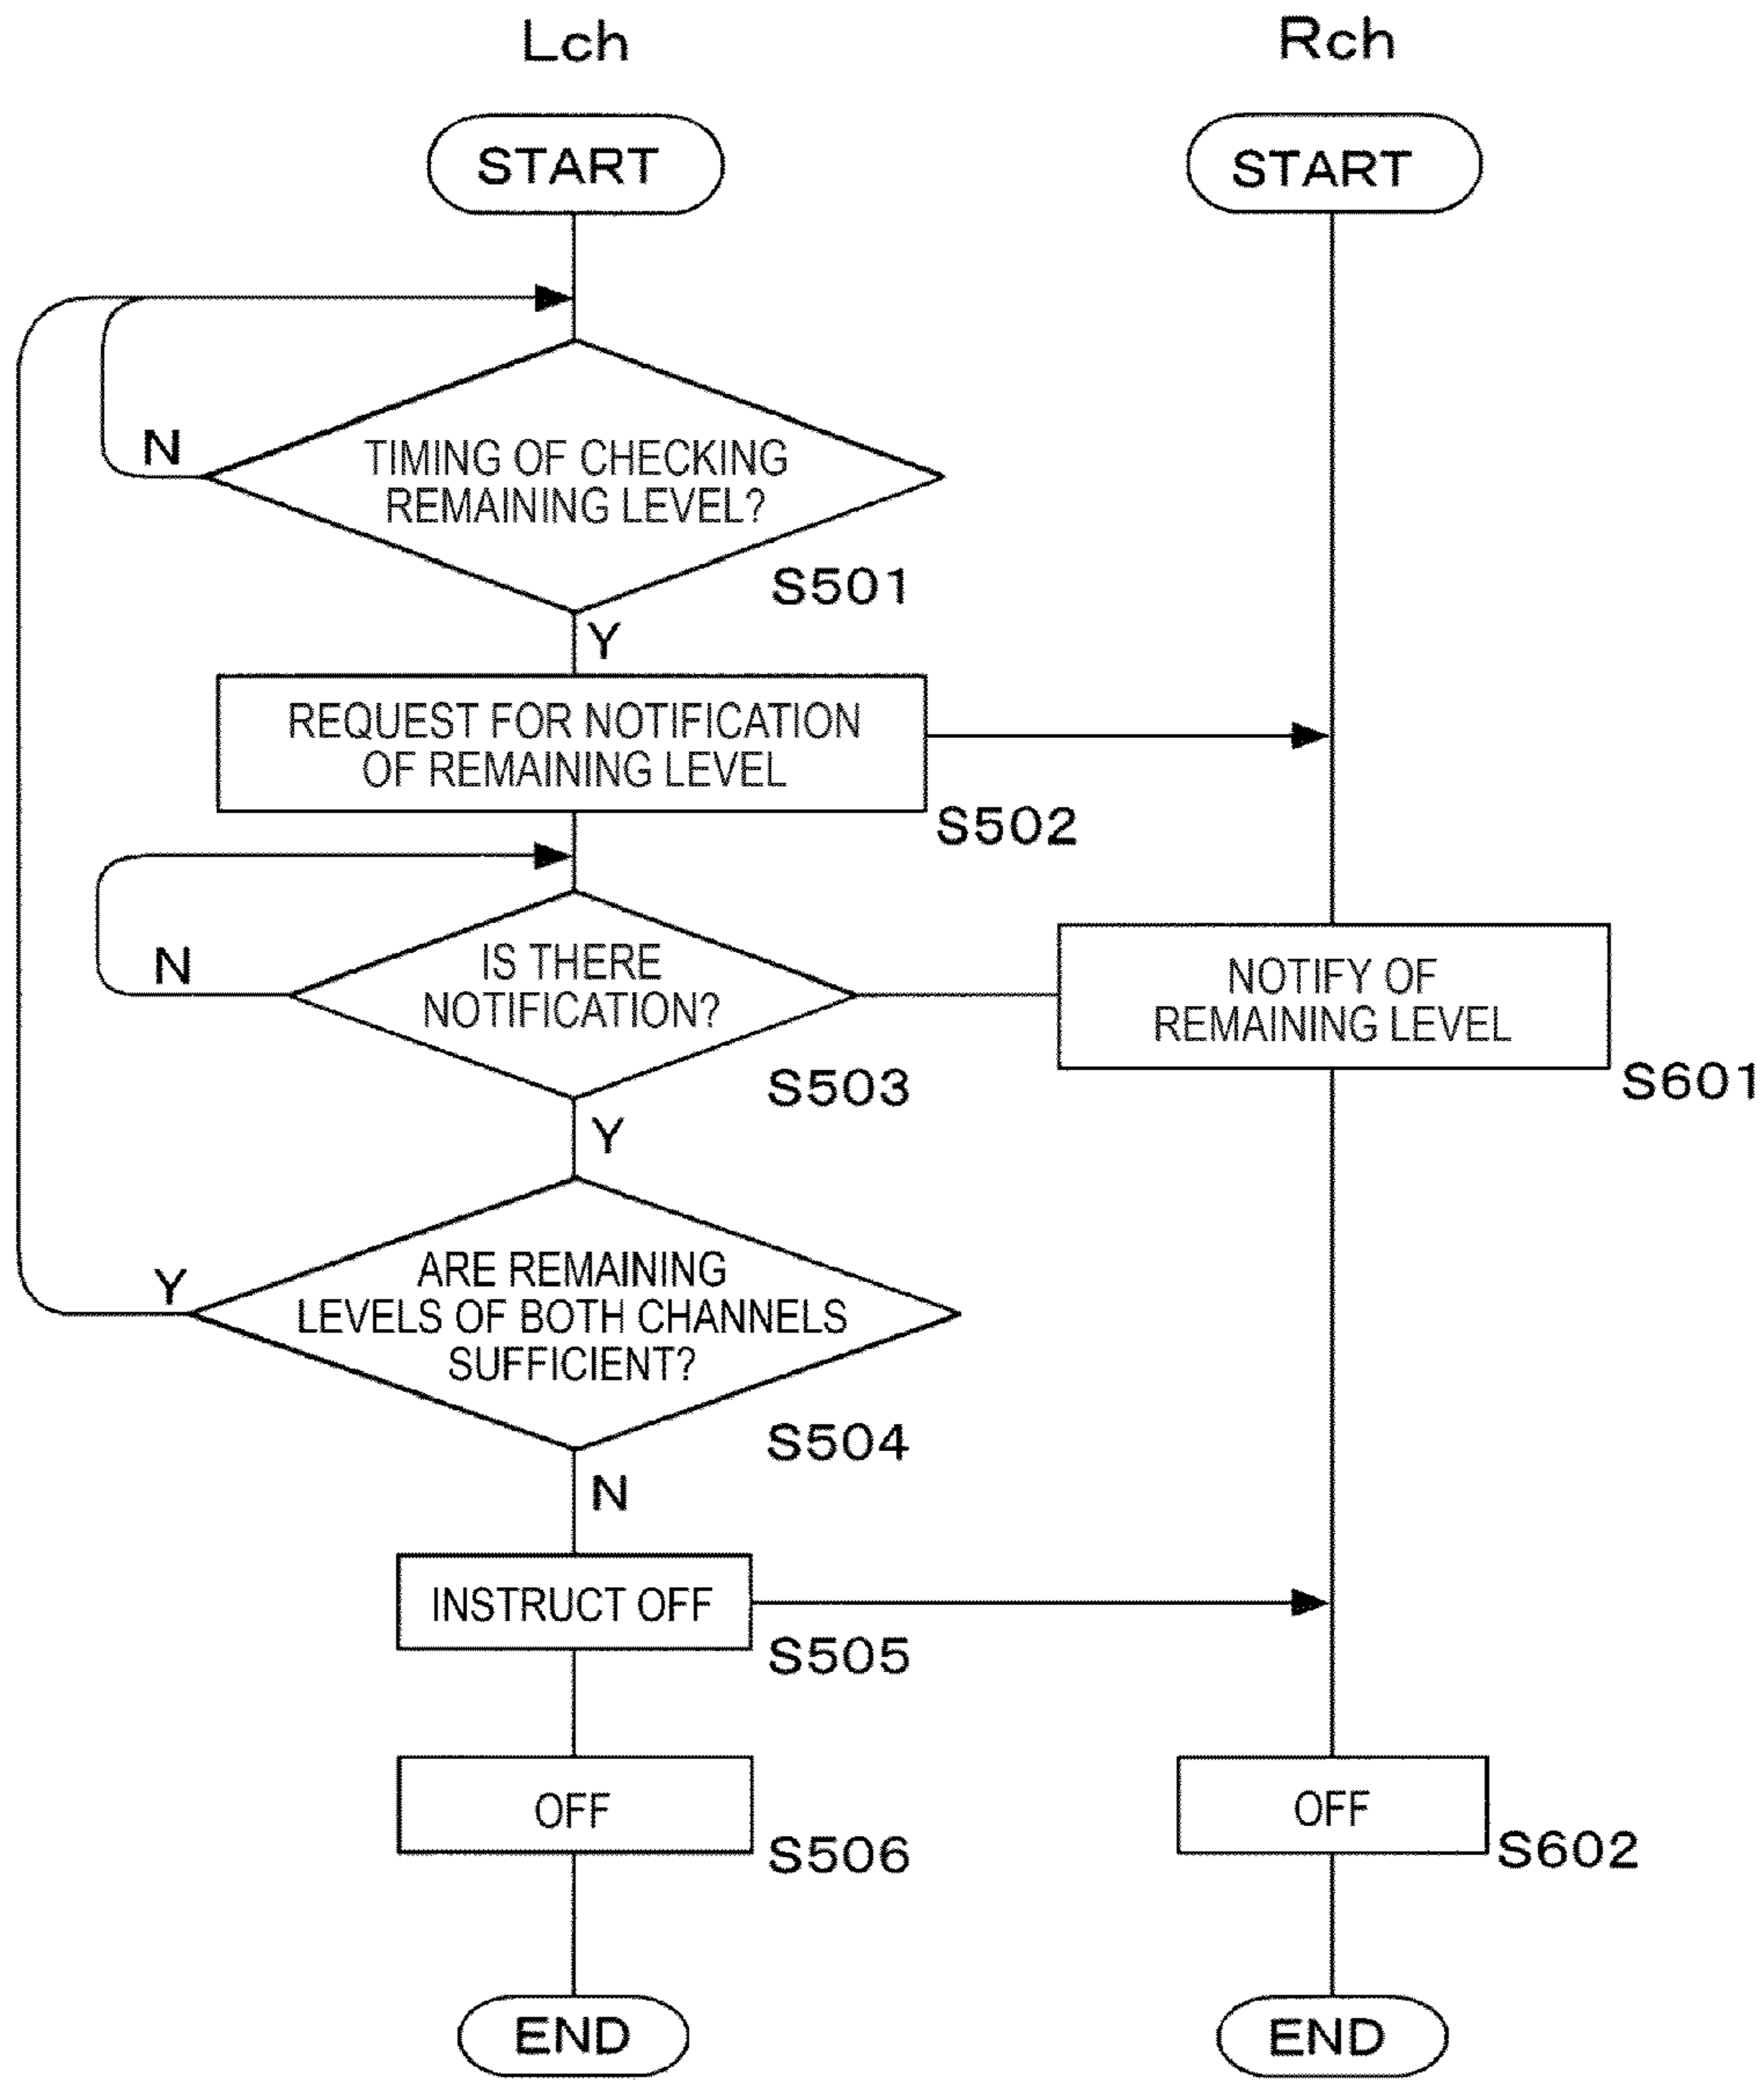 Lch
Rch
START
START
N
TIMING OF CHECKING
REMAINING LEVEL?
S501
Y
REQUEST FOR NOTIFICATION
OF REMAINING LEVEL
S502
N
IS THERE
NOTIFICATION?
S503
NOTIFY OF
REMAINING LEVEL
S601
Y
Y
ARE REMAINING
LEVELS OF BOTH CHANNELS
SUFFICIENT?
S504
N
INSTRUCT OFF
S505
OFF
S506
OFF
S602
END
END